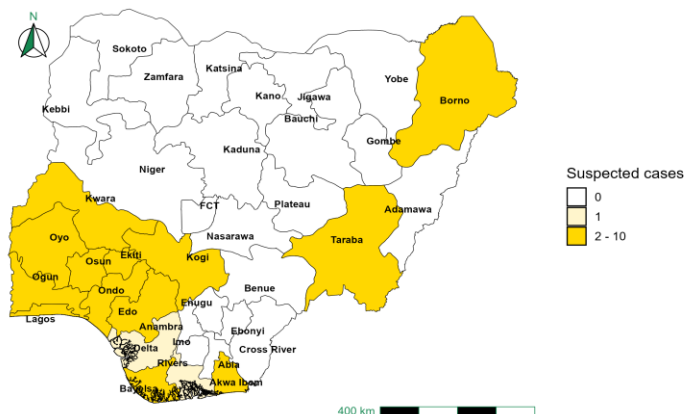 N
Sokoto
Katsina
Zamfara
Yobe
Kano
Jigawa
Borno
Kebbi
Bauchi
Gombe
Kaduna
Niger
Suspected cases
0
1
2 - 10
Kwara
FCT
Plateau
Adamawa
Oyo
Nasarawa
Taraba
Ekiti
Kogi
Osun
Ogun
Benue
Ondo
Enugu
Edo
Lagos
Anambra
Ebonyi
Imo
Delta
Cross River
Rivers
Abia
Akwa Ibom
Bayelsa
400 km